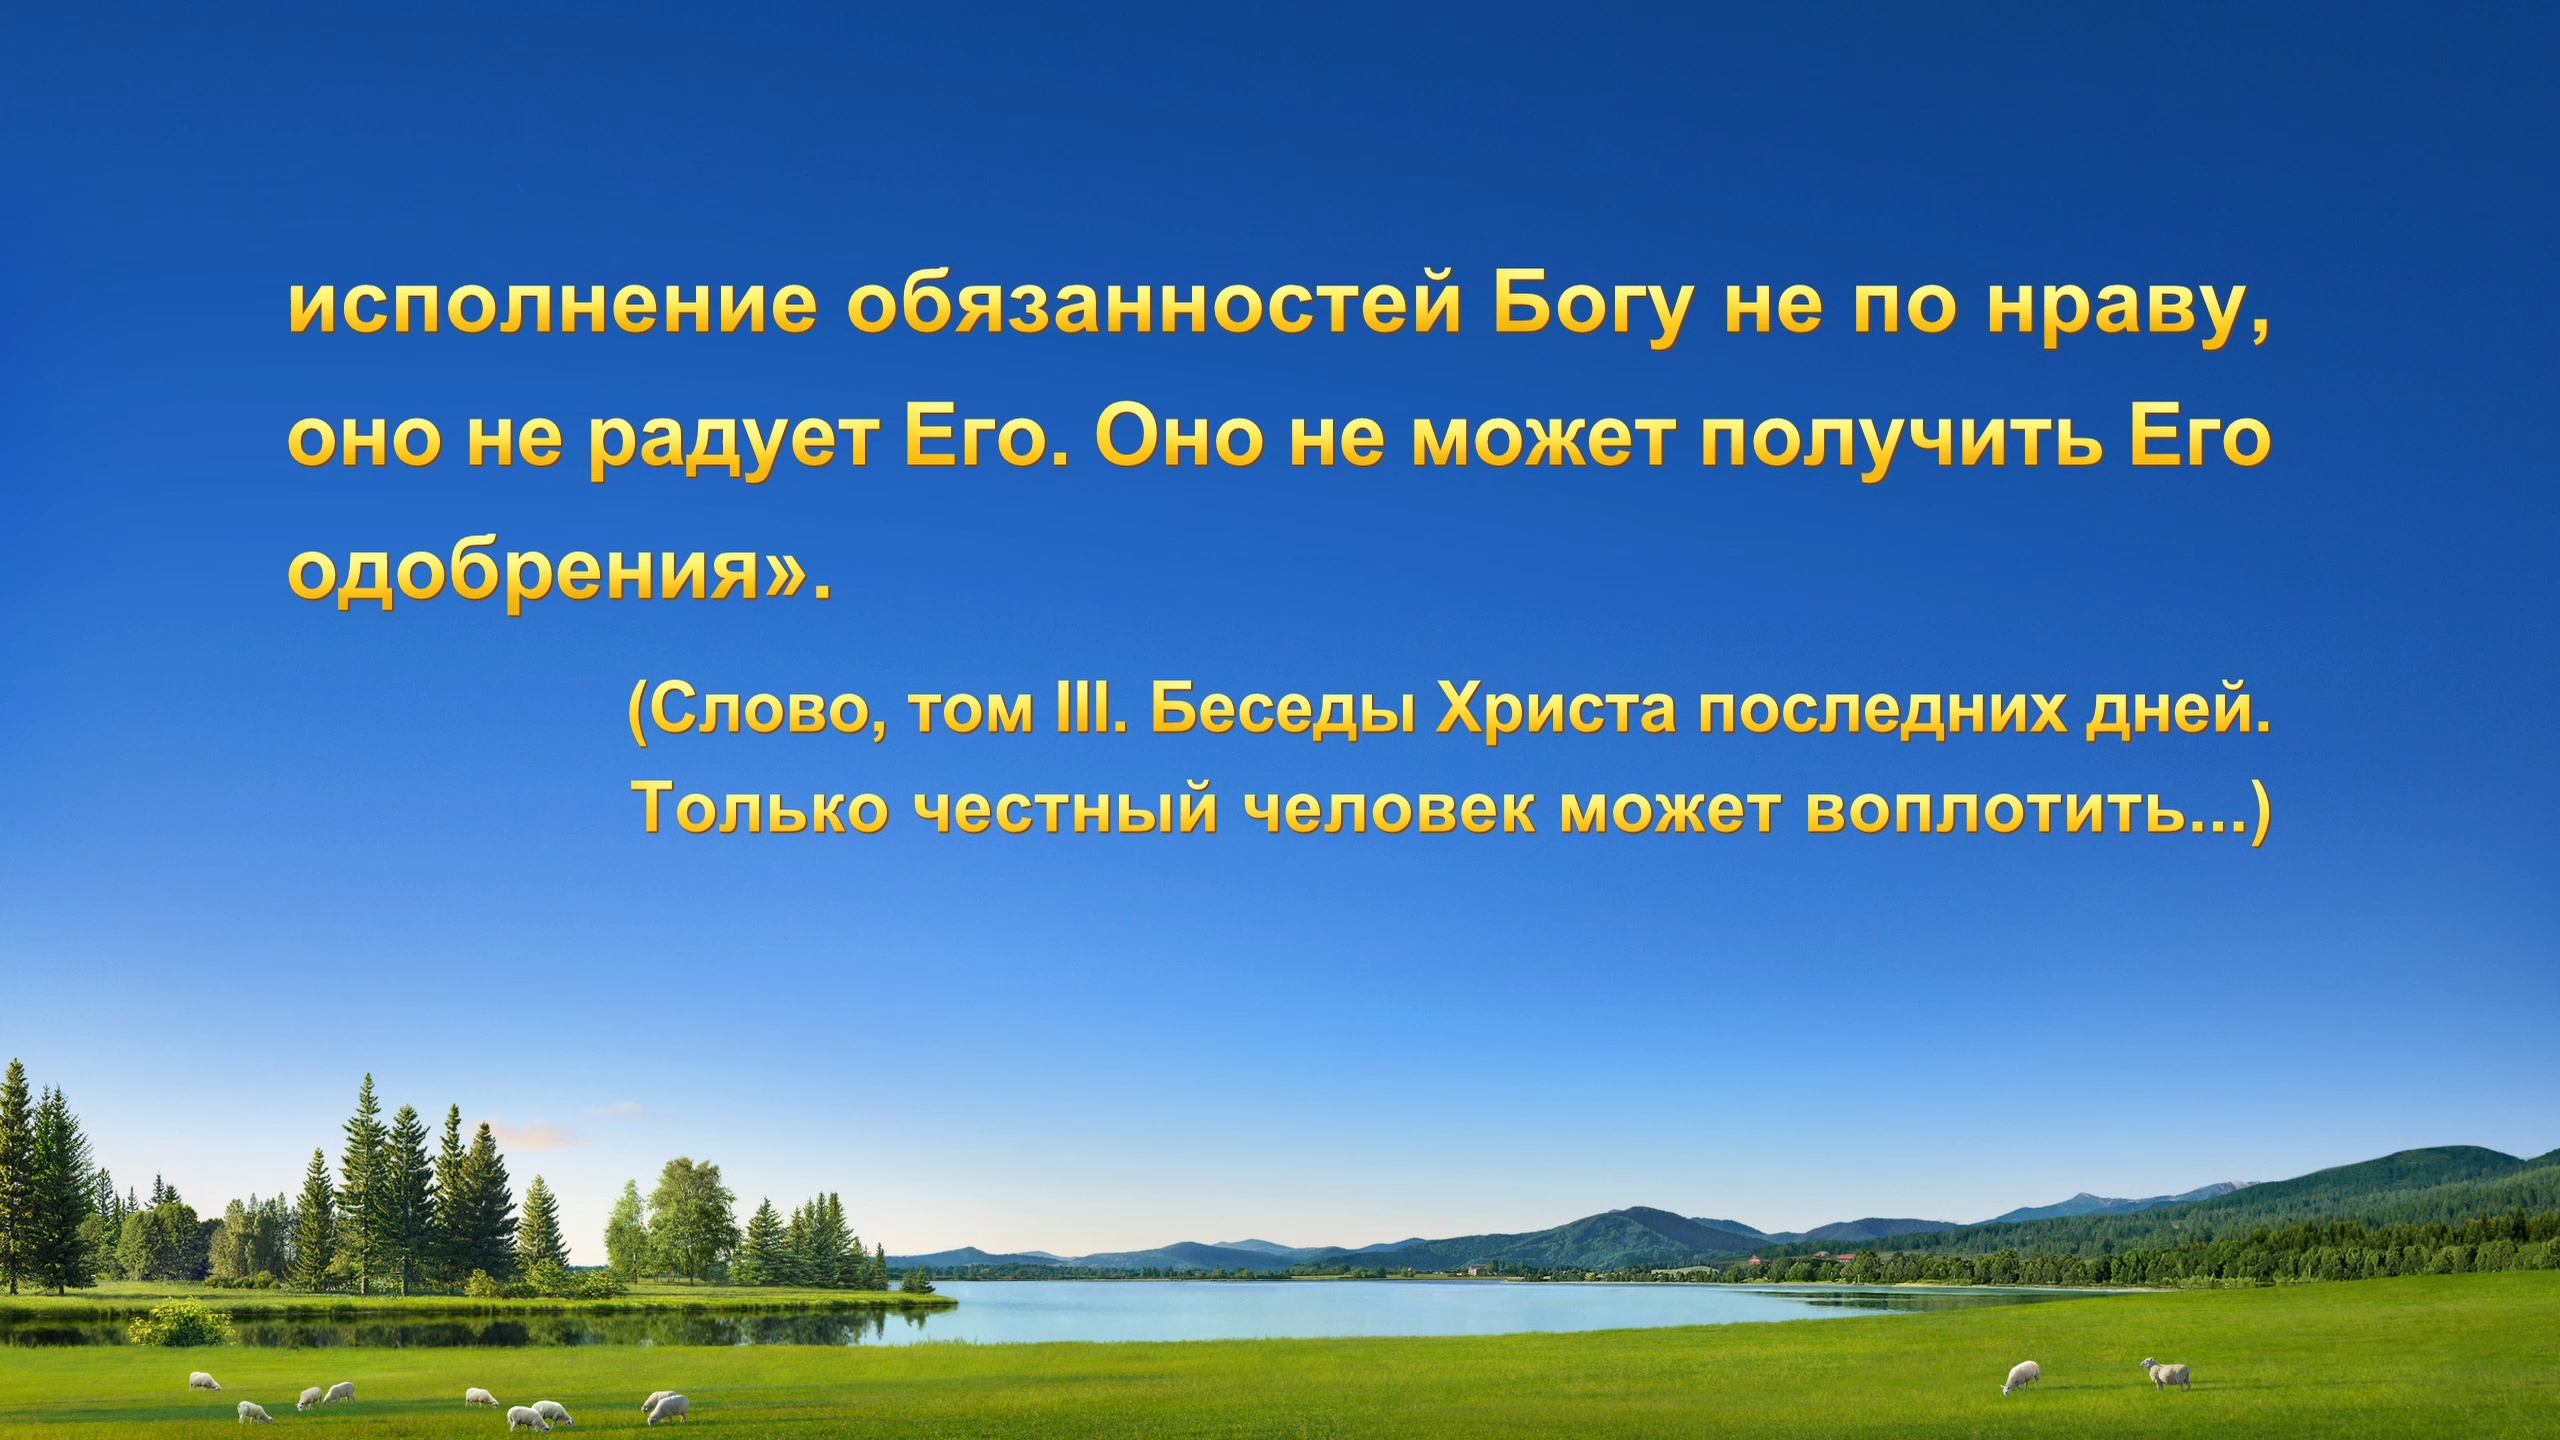 исполнение обязанностей Богу не по нраву,
оно не радует Его. Оно не может получить Его
одобрения».
(Слово, том III. Беседы Христа последних дней.
Только честный человек может воплотить...)